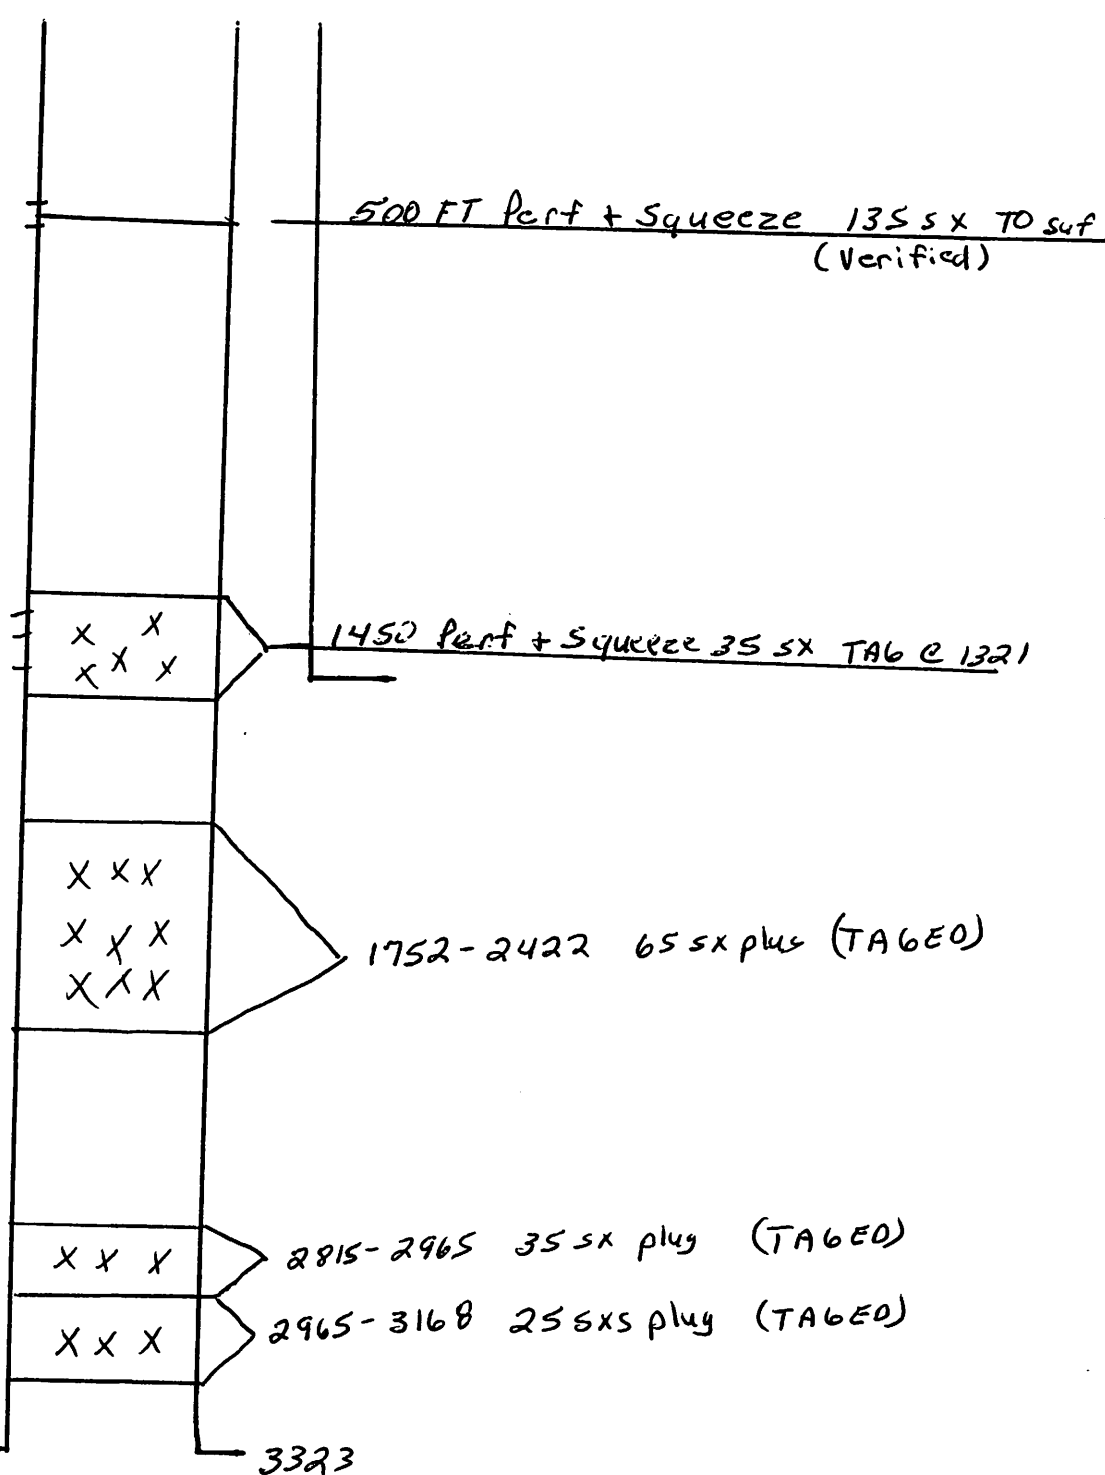 500 FT Perf + Squeeze 135 sx TO suf
(Verified)
1450 Perf + Squeeze 35 sx TAG @ 1321
1752-2422 65 sx plug (TAGED)
2815-2965 35 sx plug (TAGED)
2965-3168 25 sxs plug (TAGED)
3323